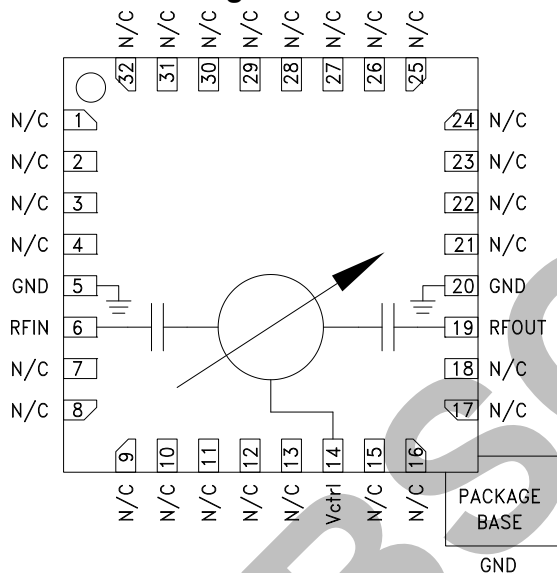 N/C N/C N/C N/C N/C N/C N/C N/C
32 31 30 29 28 27 26 25
N/C 1 24 N/C
N/C 2 23 N/C
N/C 3 22 N/C
N/C 4 21 N/C
GND 5 20 GND
RFIN 6 19 RFOUT
N/C 7 18 N/C
N/C 8 17 N/C
9 10 11 12 13 14 15 16
N/C N/C N/C N/C N/C Vctrl N/C N/C
PACKAGE
BASE
GND